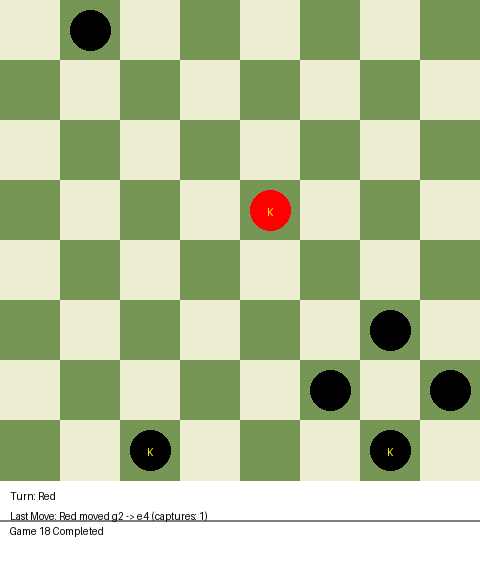 K
K
K
Turn: Red
Last Move: Red moved g2 -> e4 (captures: 1)
Game 18 Completed